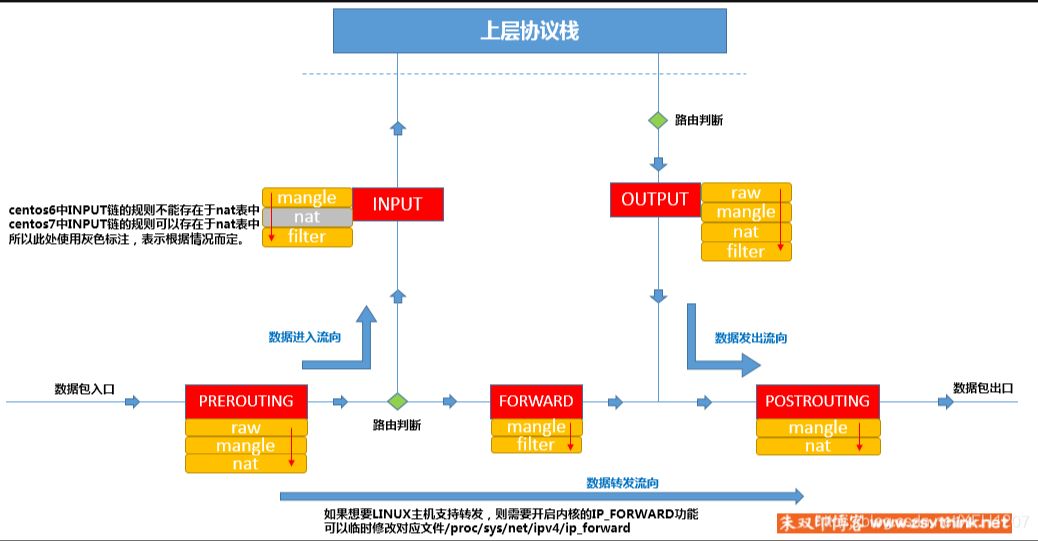 上层协议栈
路由判断
mangle
nat
filter
INPUT
OUTPUT
raw
mangle
nat
filter
centos6中INPUT链的规则不能存在于nat表中
centos7中INPUT链的规则可以存在于nat表中
所以此处使用灰色标注，表示根据情况而定。
数据进入流向
数据发出流向
数据包入口
PREROUTING
raw
mangle
nat
路由判断
FORWARD
mangle
filter
POSTROUTING
mangle
nat
数据包出口
数据转发流向
如果想要LINUX主机支持转发，则需要开启内核的IP_FORWARD功能
可以临时修改对应文件/proc/sys/net/ipv4/ip_forward
朱双印博客 www.zsythink.net